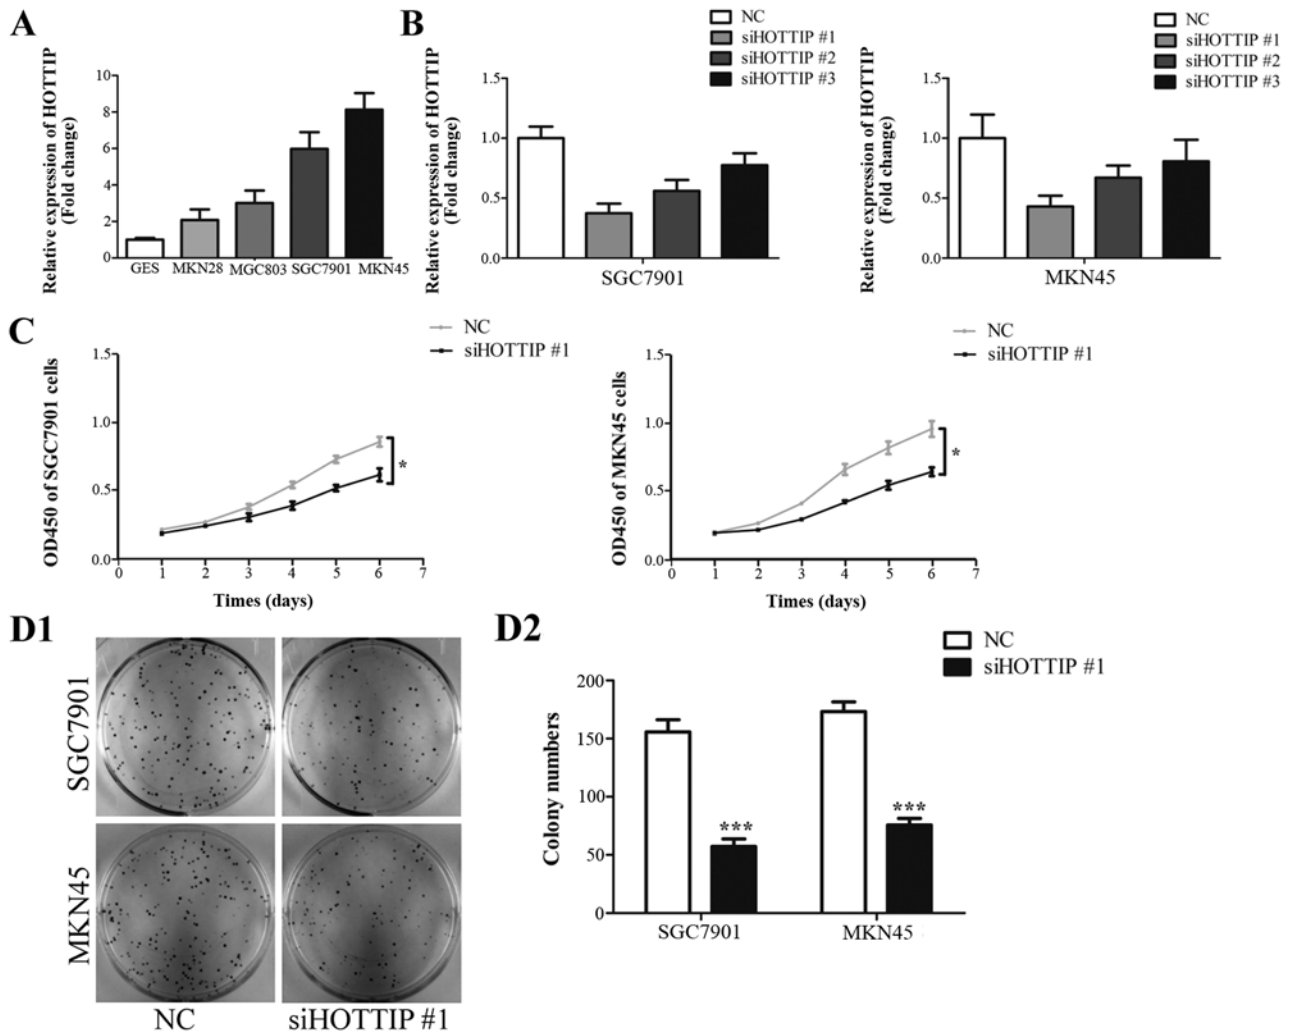 A
Relative expression of HOTTIP
(Fold change)
10
8
6
4
2
0
GES MKN28 MGC803 SGC7901 MKN45
B
NC
siHOTTIP #1
siHOTTIP #2
siHOTTIP #3
Relative expression of HOTTIP
(Fold change)
1.5
1.0
0.5
0.0
SGC7901
NC
siHOTTIP #1
siHOTTIP #2
siHOTTIP #3
Relative expression of HOTTIP
(Fold change)
1.5
1.0
0.5
0.0
MKN45
C
NC
siHOTTIP #1
OD450 of SGC7901 cells
1.5
1.0
0.5
0.0
*
0 1 2 3 4 5 6 7
Times (days)
NC
siHOTTIP #1
OD450 of MKN45 cells
1.5
1.0
0.5
0.0
*
0 1 2 3 4 5 6 7
Times (days)
D1
SGC7901
MKN45
NC siHOTTIP #1
D2
NC
siHOTTIP #1
Colony numbers
200
150
100
50
0
***
***
SGC7901 MKN45